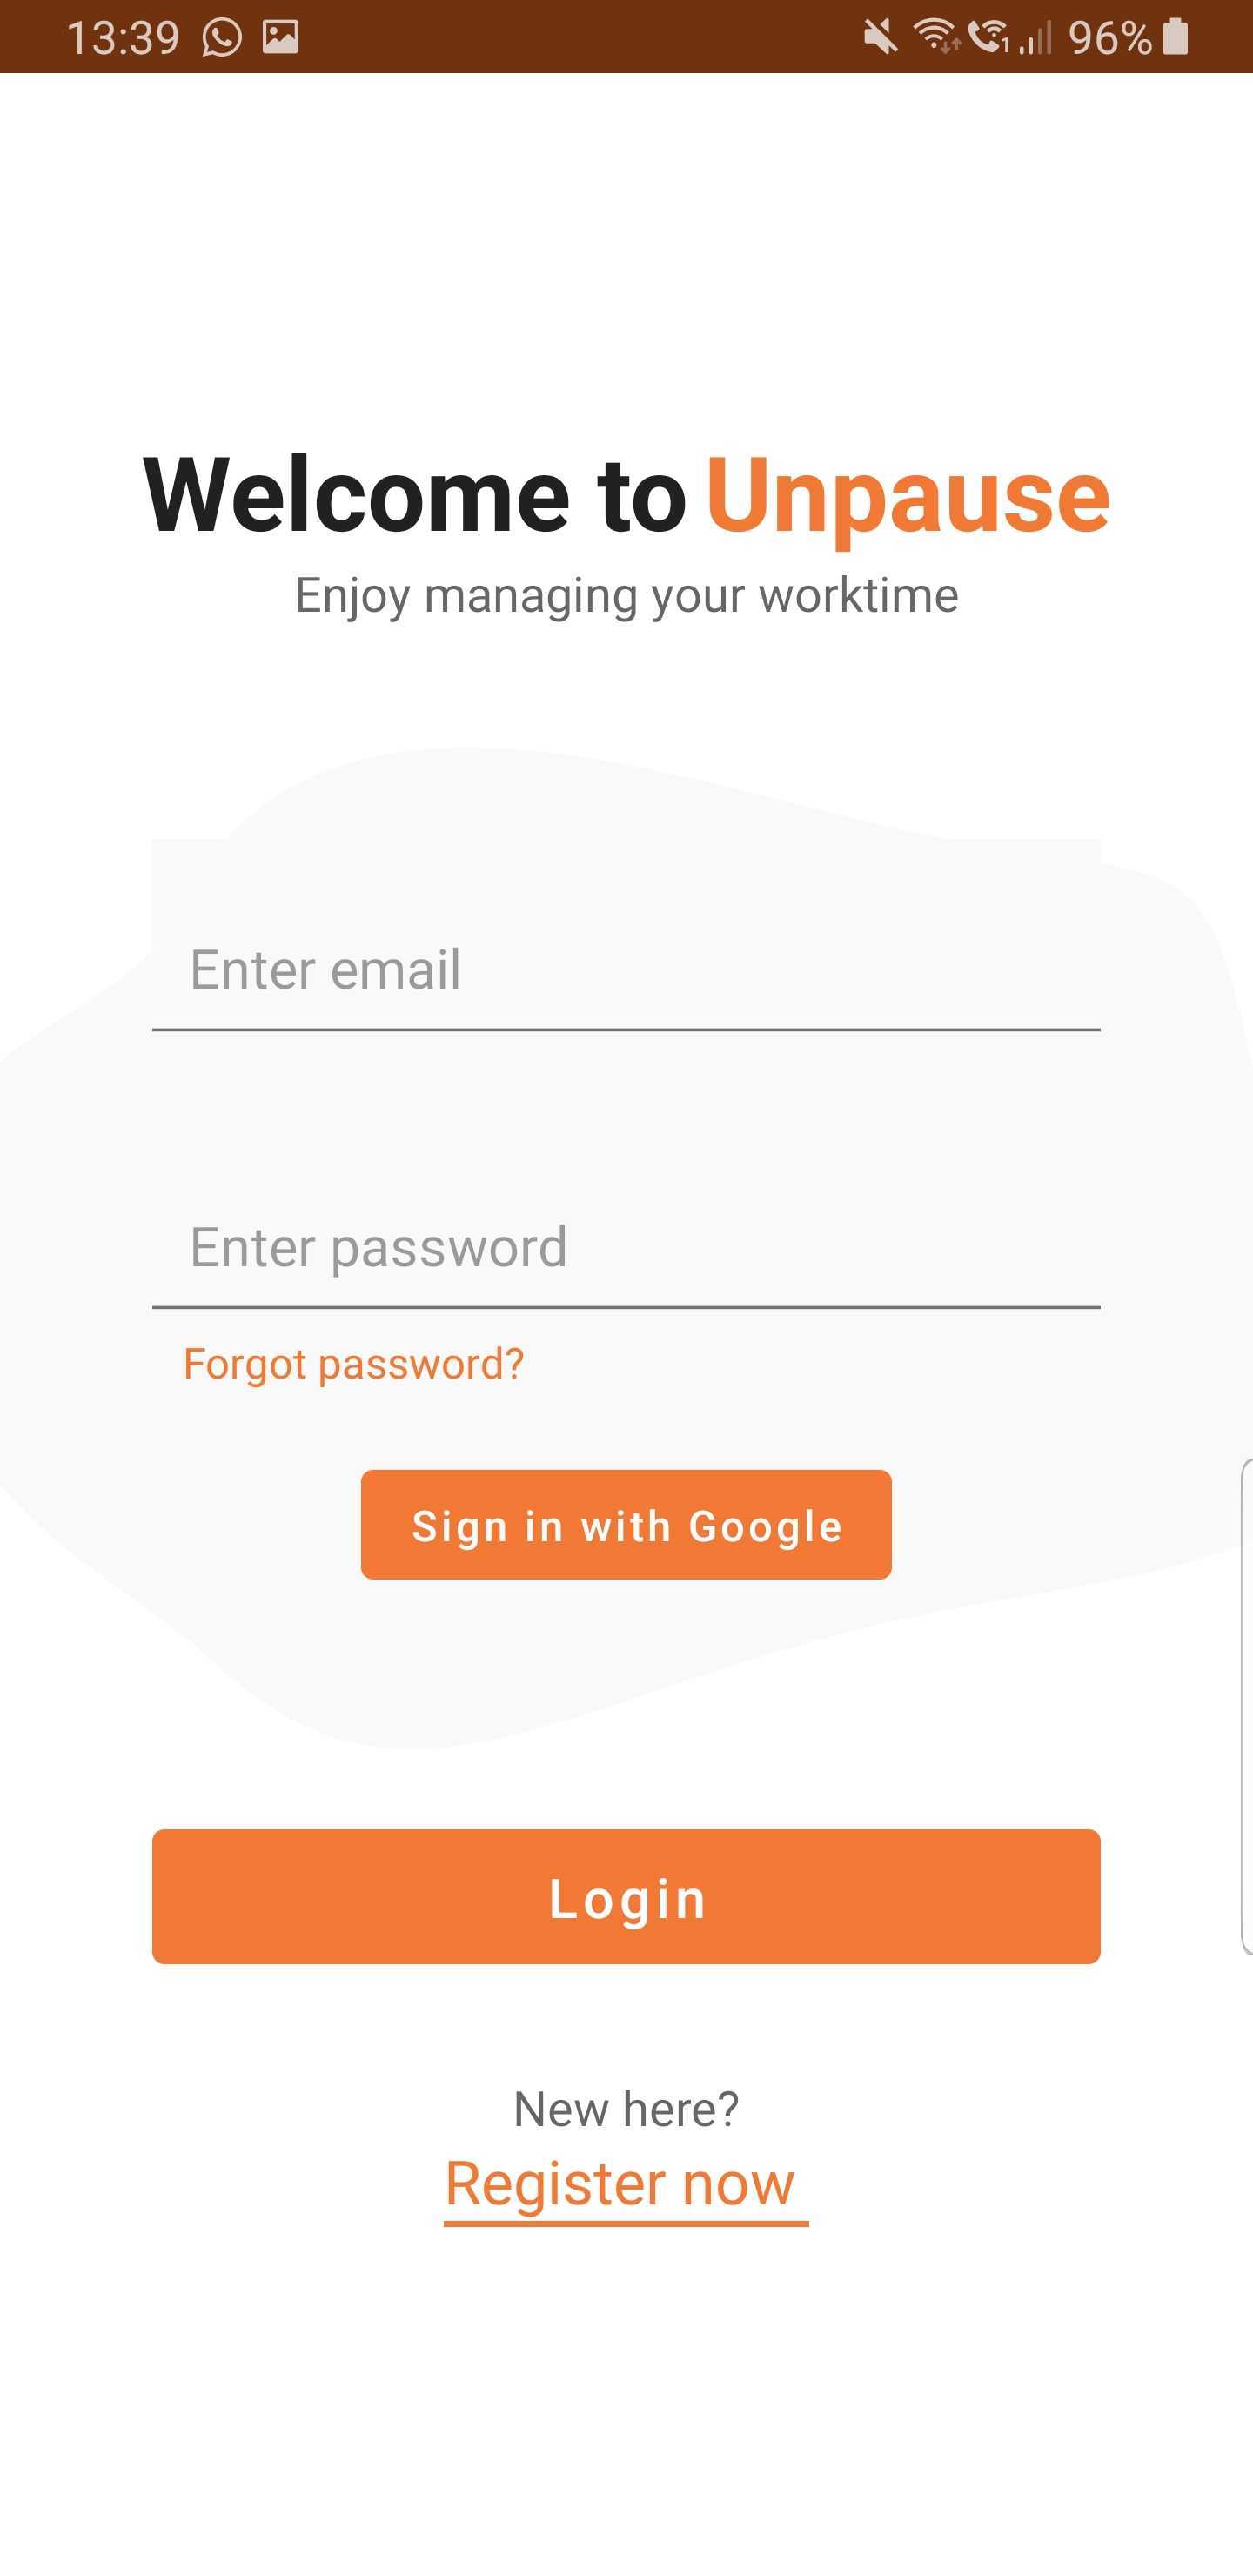 13:39 1 96%
Welcome to Unpause
Enjoy managing your worktime
Enter email
Enter password
Forgot password?
Sign in with Google
Login
New here?
Register now